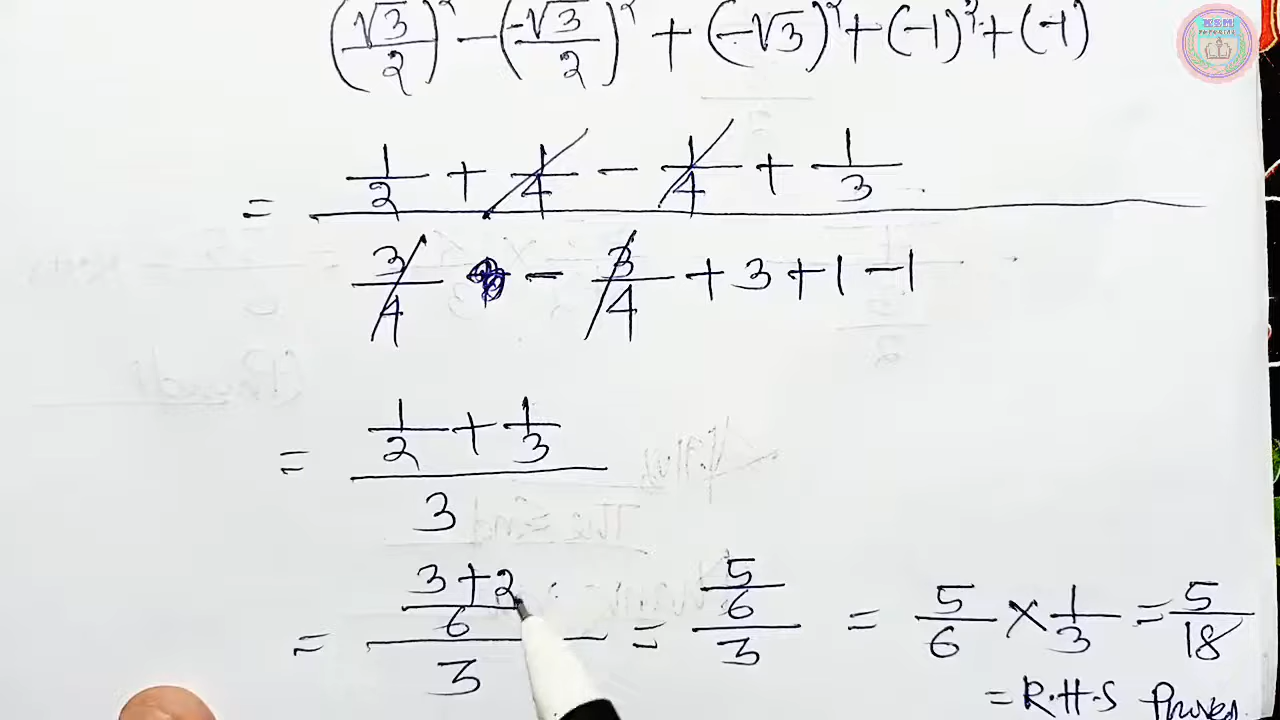 (√3/2)² - (-√3/2)² + (-√3)² + (-1)² + (-1)
= (1/2 + 1/4 - 1/4 + 1/3) / (3/4 - 3/4 + 3 + 1 - 1)
= (1/2 + 1/3) / 3
= ((3+2)/6) / 3 = (5/6) / 3 = 5/6 × 1/3 = 5/18
= R.H.S Proved
KSM